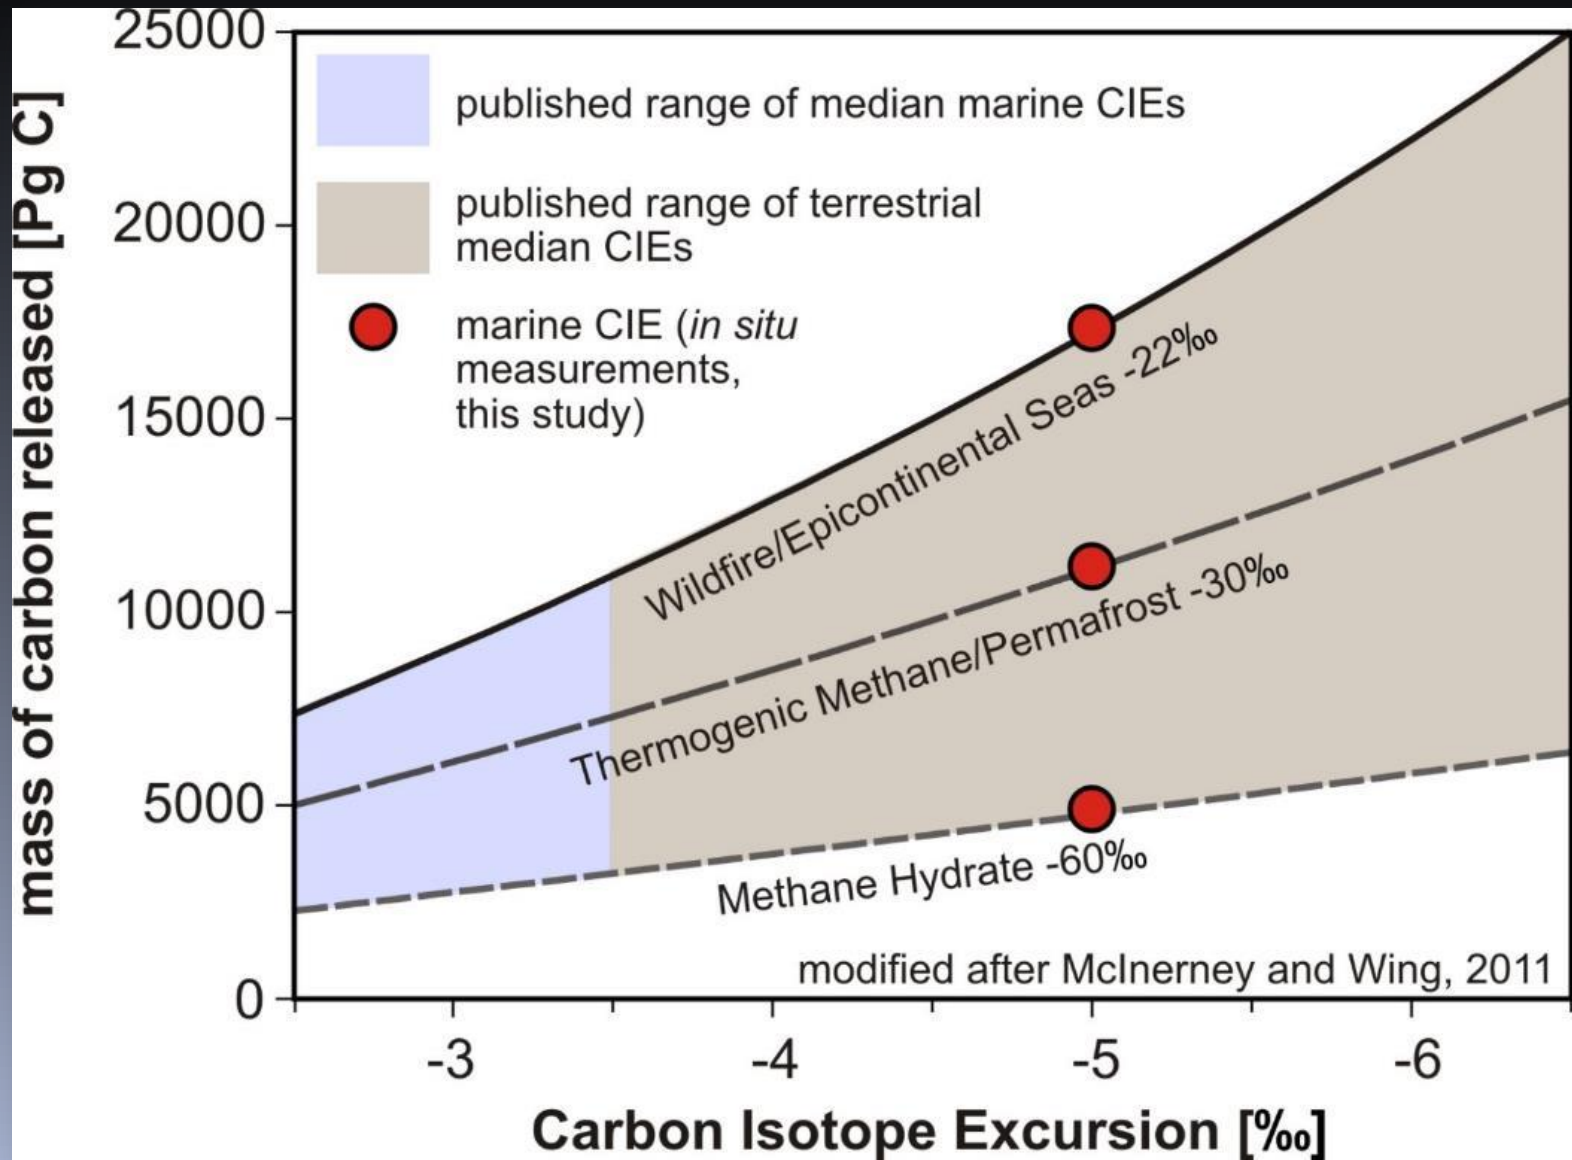 25000
published range of median marine CIEs
20000
published range of terrestrial
median CIEs
marine CIE (in situ
measurements,
this study)
15000
10000
5000
0
mass of carbon released [Pg C]
Wildfire/Epicontinental Seas -22‰
Thermogenic Methane/Permafrost -30‰
Methane Hydrate -60‰
modified after McInerney and Wing, 2011
-3 -4 -5 -6
Carbon Isotope Excursion [‰]